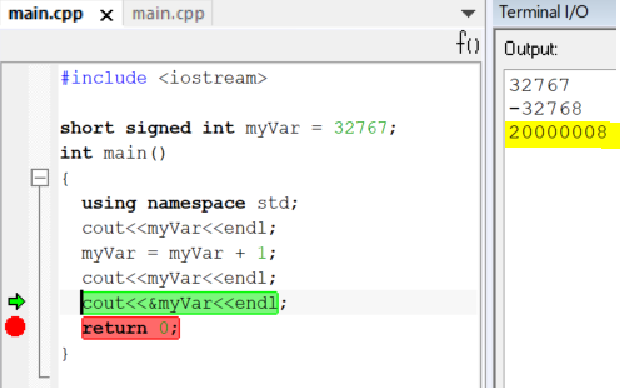 main.cpp x main.cpp
f()
#include <iostream>
short signed int myVar = 32767;
int main()
{
using namespace std;
cout<<myVar<<endl;
myVar = myVar + 1;
cout<<myVar<<endl;
cout<<&myVar<<endl;
return 0;
}
Terminal I/O
Output:
32767
-32768
20000008